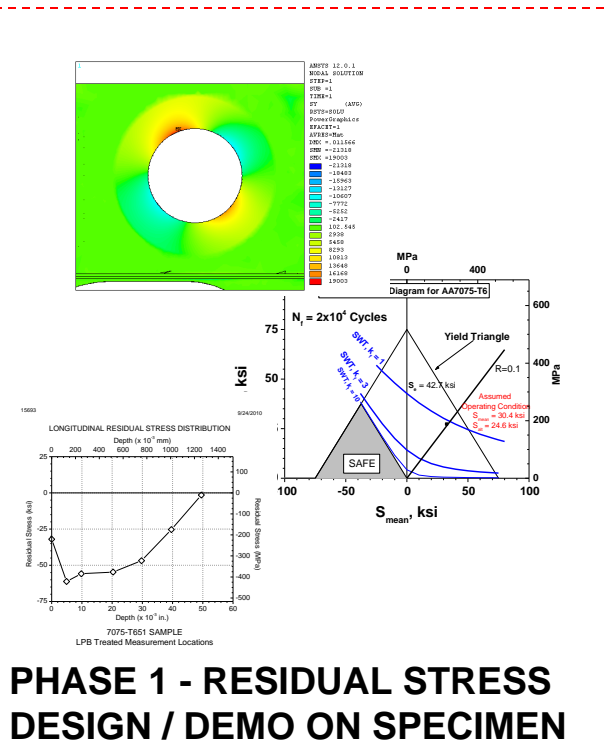 1
ANSYS 12.0.1
NODAL SOLUTION
STEP=1
SUB =1
TIME=1
SY (AVG)
RSYS=SOLU
PowerGraphics
EFACET=1
AVRES=Mat
DMX =.011566
SMN =-21318
SMX =19003
-21318
-18483
-15963
-13127
-10607
-7772
-5252
-2417
102.545
2938
5458
8293
10813
13648
16168
19003
MPa
0 400
Diagram for AA7075-T6
N_f = 2x10^4 Cycles
Yield Triangle
SWT, k_f = 1
SWT, k_f = 3
SWT, k_f = 10
S_e = 42.7 ksi
R=0.1
Assumed
Operating Condition
S_mean = 30.4 ksi
S_alt = 24.6 ksi
SAFE
75
50
ksi
600
400
200
0
MPa
100 -50 0 50 100
S_mean, ksi
15693 9/24/2010
LONGITUDINAL RESIDUAL STRESS DISTRIBUTION
Depth (x 10^-3 mm)
0 200 400 600 800 1000 1200 1400
25
0
-25
-50
-75
Residual Stress (ksi)
100
0
-100
-200
-300
-400
-500
Residual Stress (MPa)
0 10 20 30 40 50 60
Depth (x 10^-3 in.)
7075-T651 SAMPLE
LPB Treated Measurement Locations
PHASE 1 - RESIDUAL STRESS
DESIGN / DEMO ON SPECIMEN